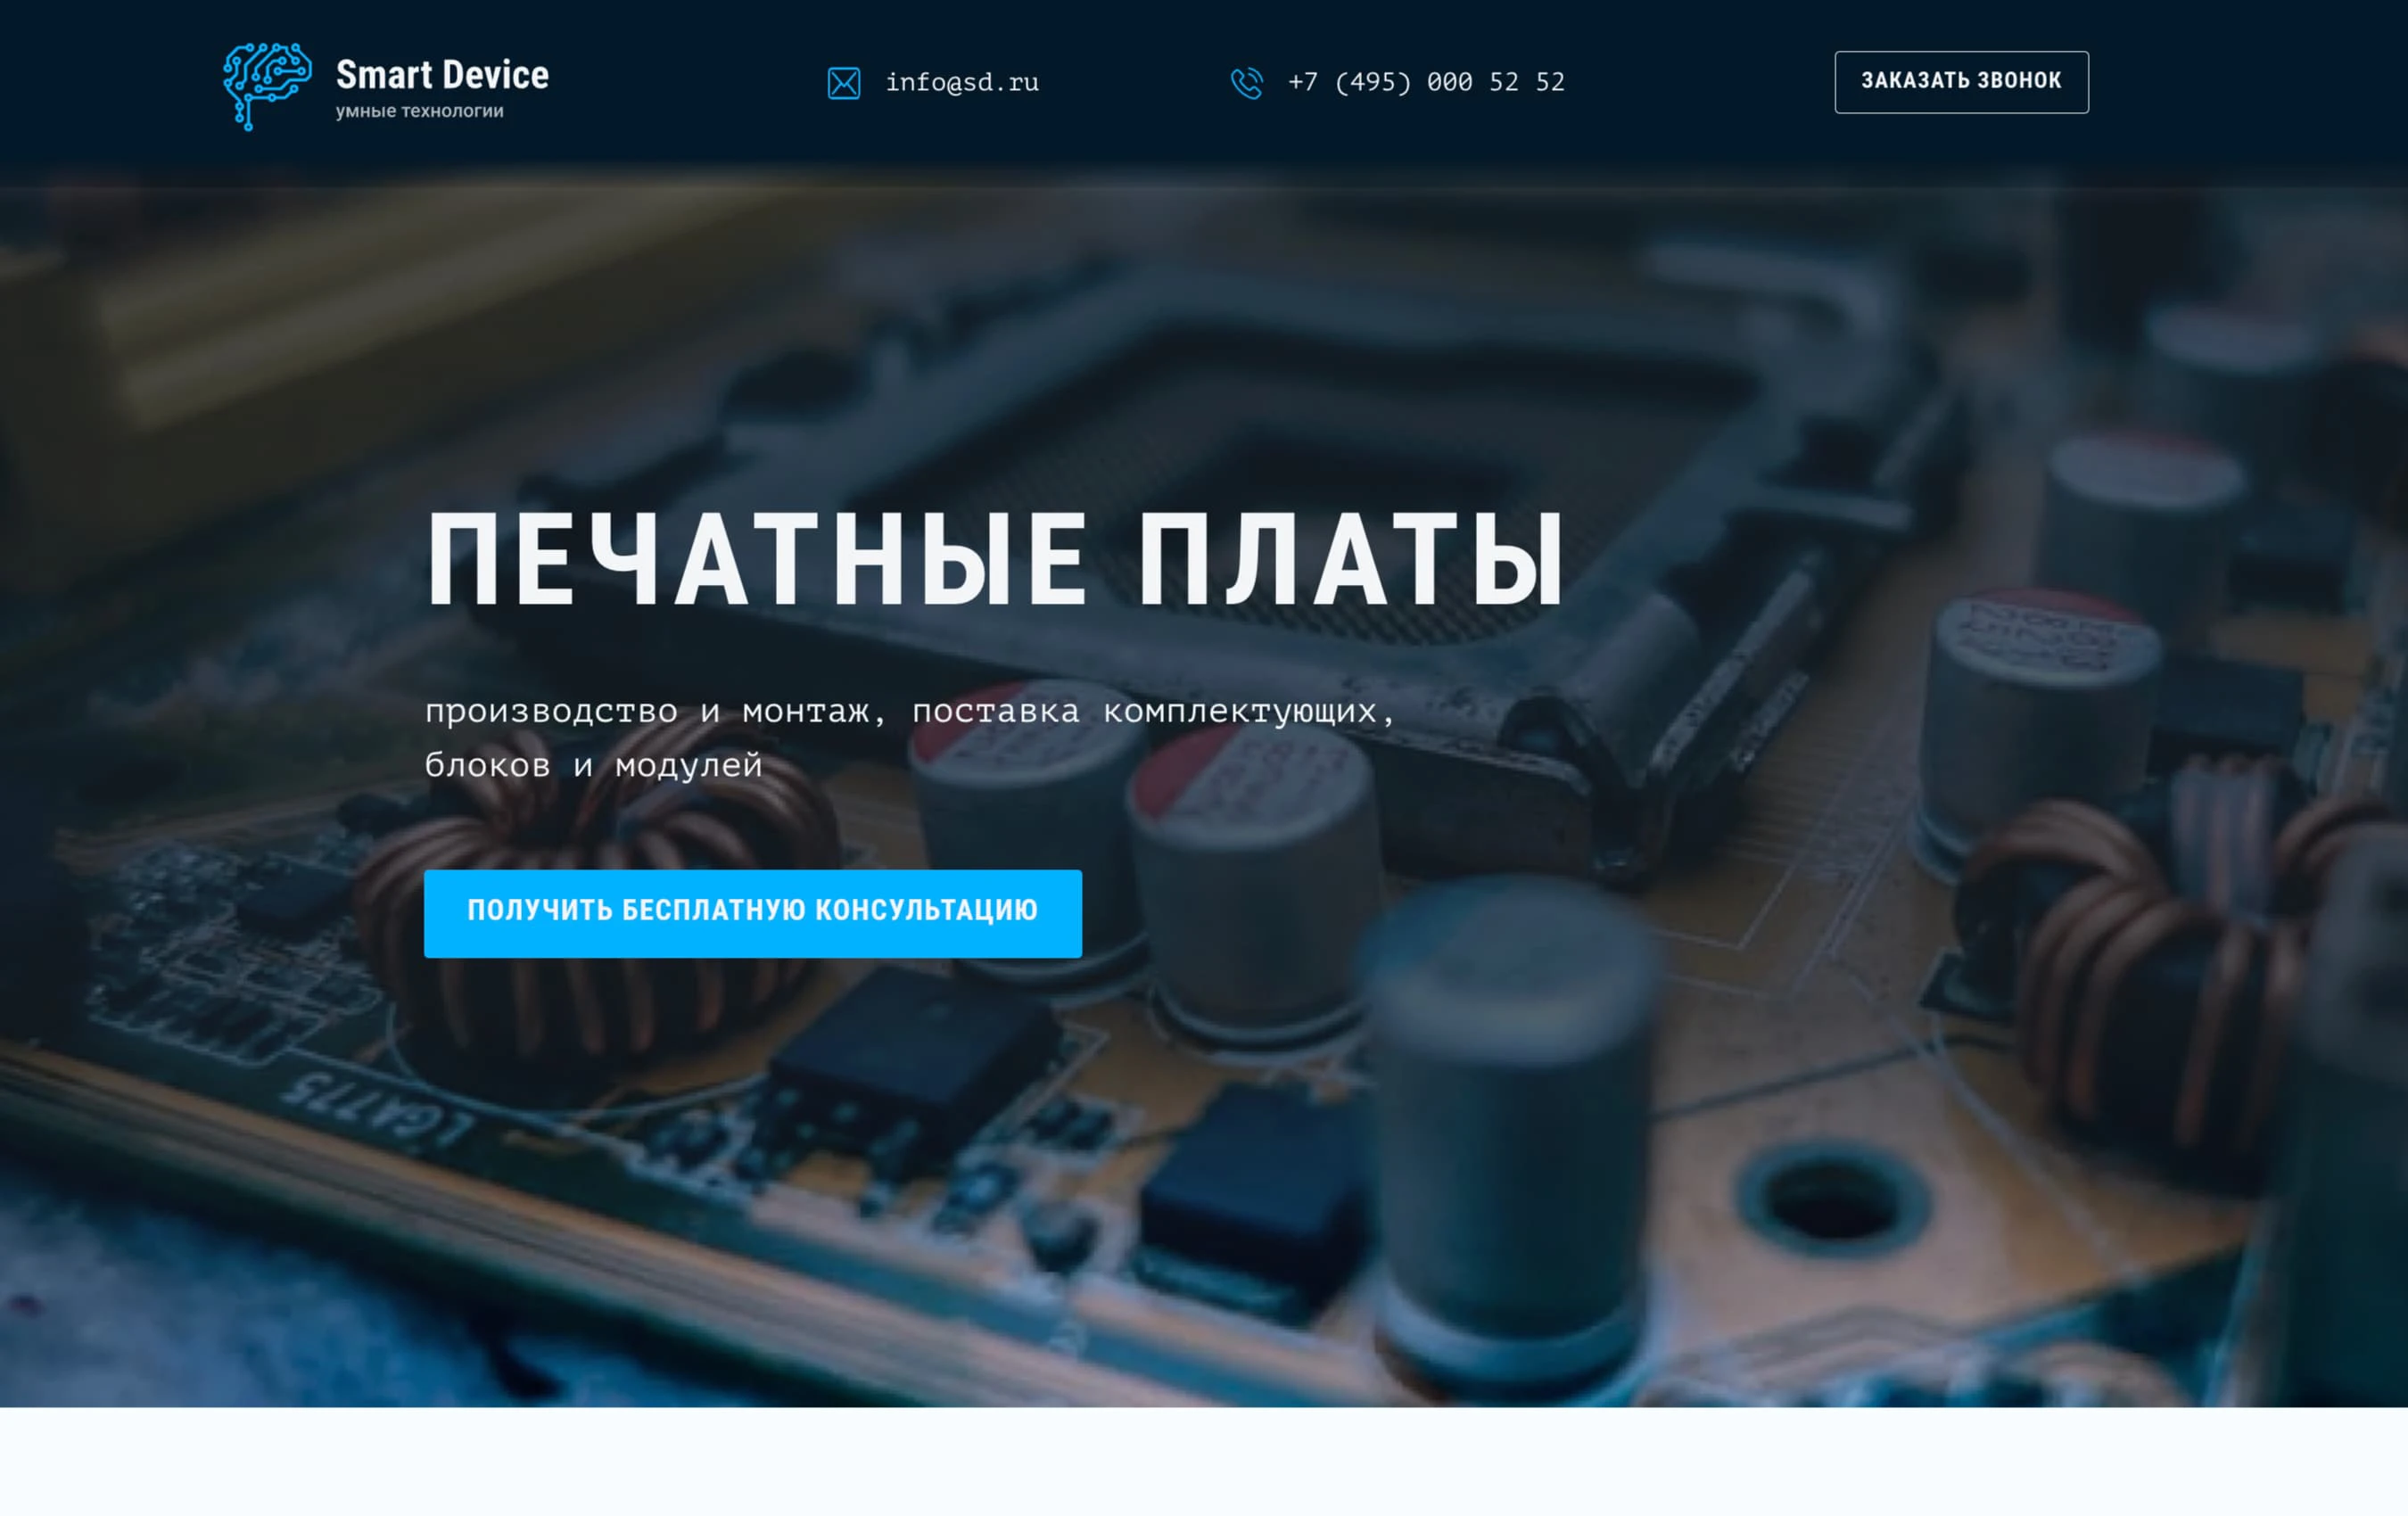 Smart Device
умные технологии
info@sd.ru
+7 (495) 000 52 52
ЗАКАЗАТЬ ЗВОНОК
ПЕЧАТНЫЕ ПЛАТЫ
производство и монтаж, поставка комплектующих,
блоков и модулей
ПОЛУЧИТЬ БЕСПЛАТНУЮ КОНСУЛЬТАЦИЮ
LGA775